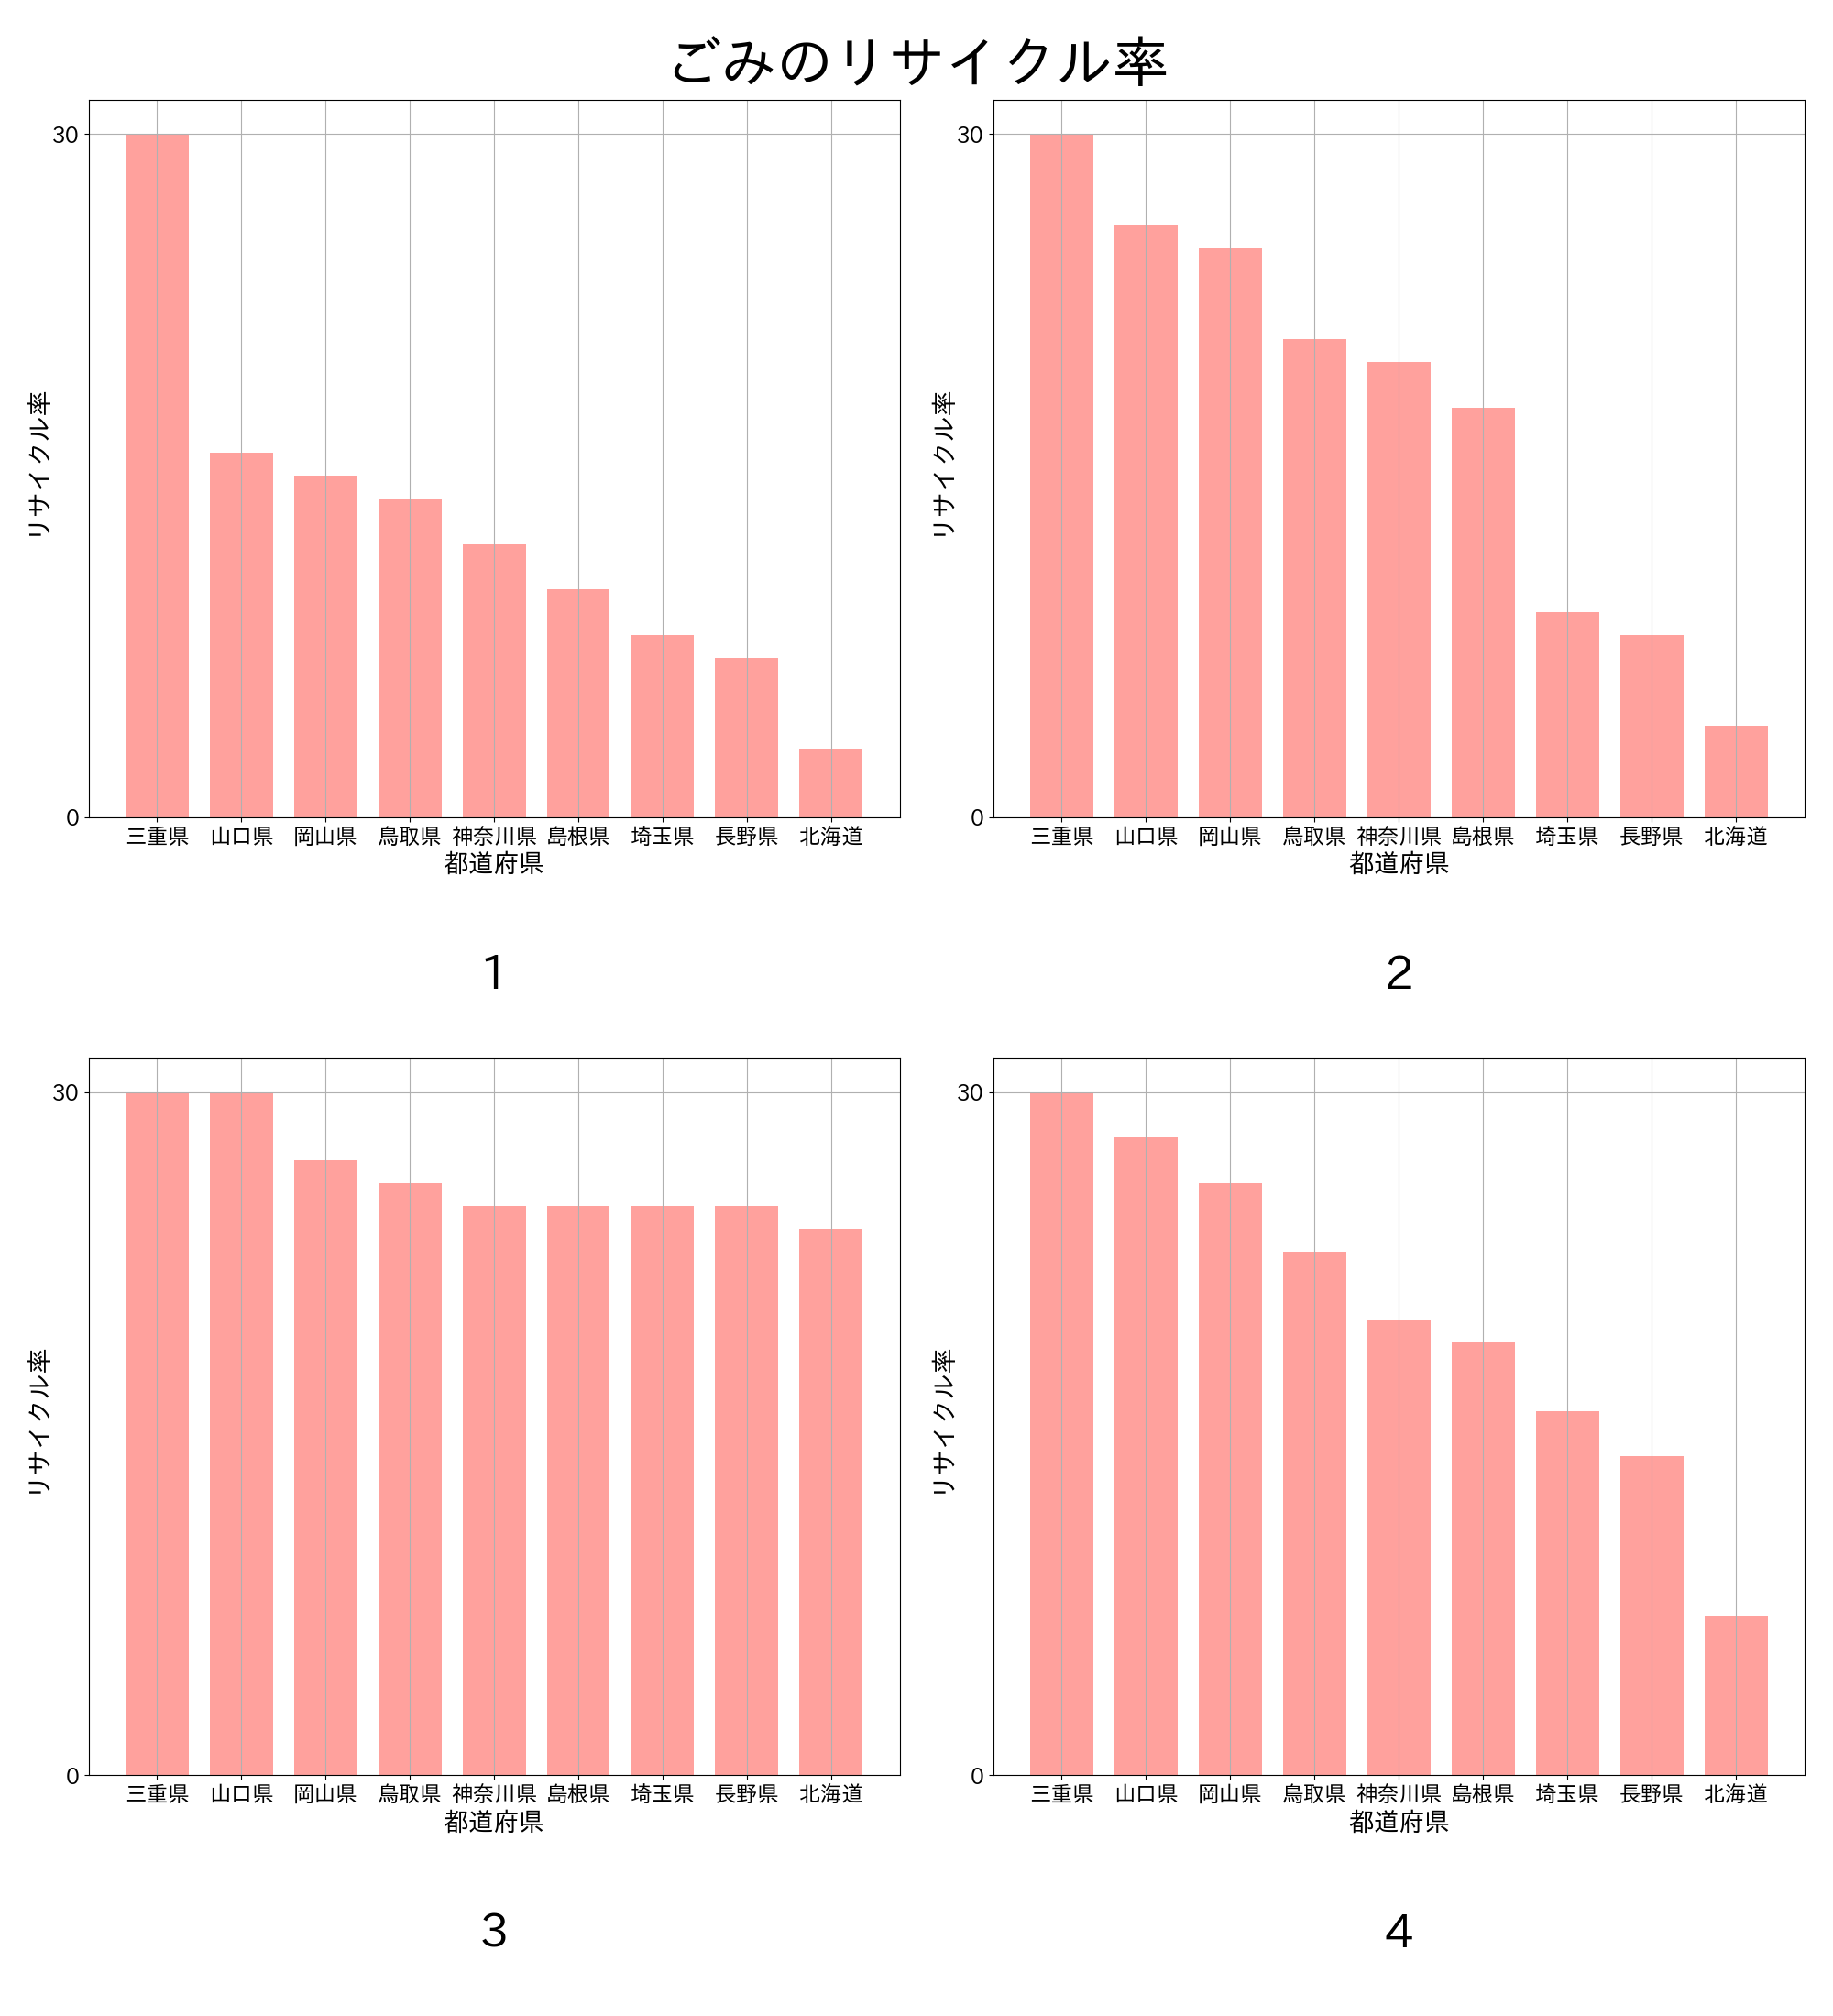 ごみのリサイクル率
30
0
リサイクル率
三重県 山口県 岡山県 鳥取県 神奈川県 島根県 埼玉県 長野県 北海道
都道府県
1
30
0
リサイクル率
三重県 山口県 岡山県 鳥取県 神奈川県 島根県 埼玉県 長野県 北海道
都道府県
2
30
0
リサイクル率
三重県 山口県 岡山県 鳥取県 神奈川県 島根県 埼玉県 長野県 北海道
都道府県
3
30
0
リサイクル率
三重県 山口県 岡山県 鳥取県 神奈川県 島根県 埼玉県 長野県 北海道
都道府県
4